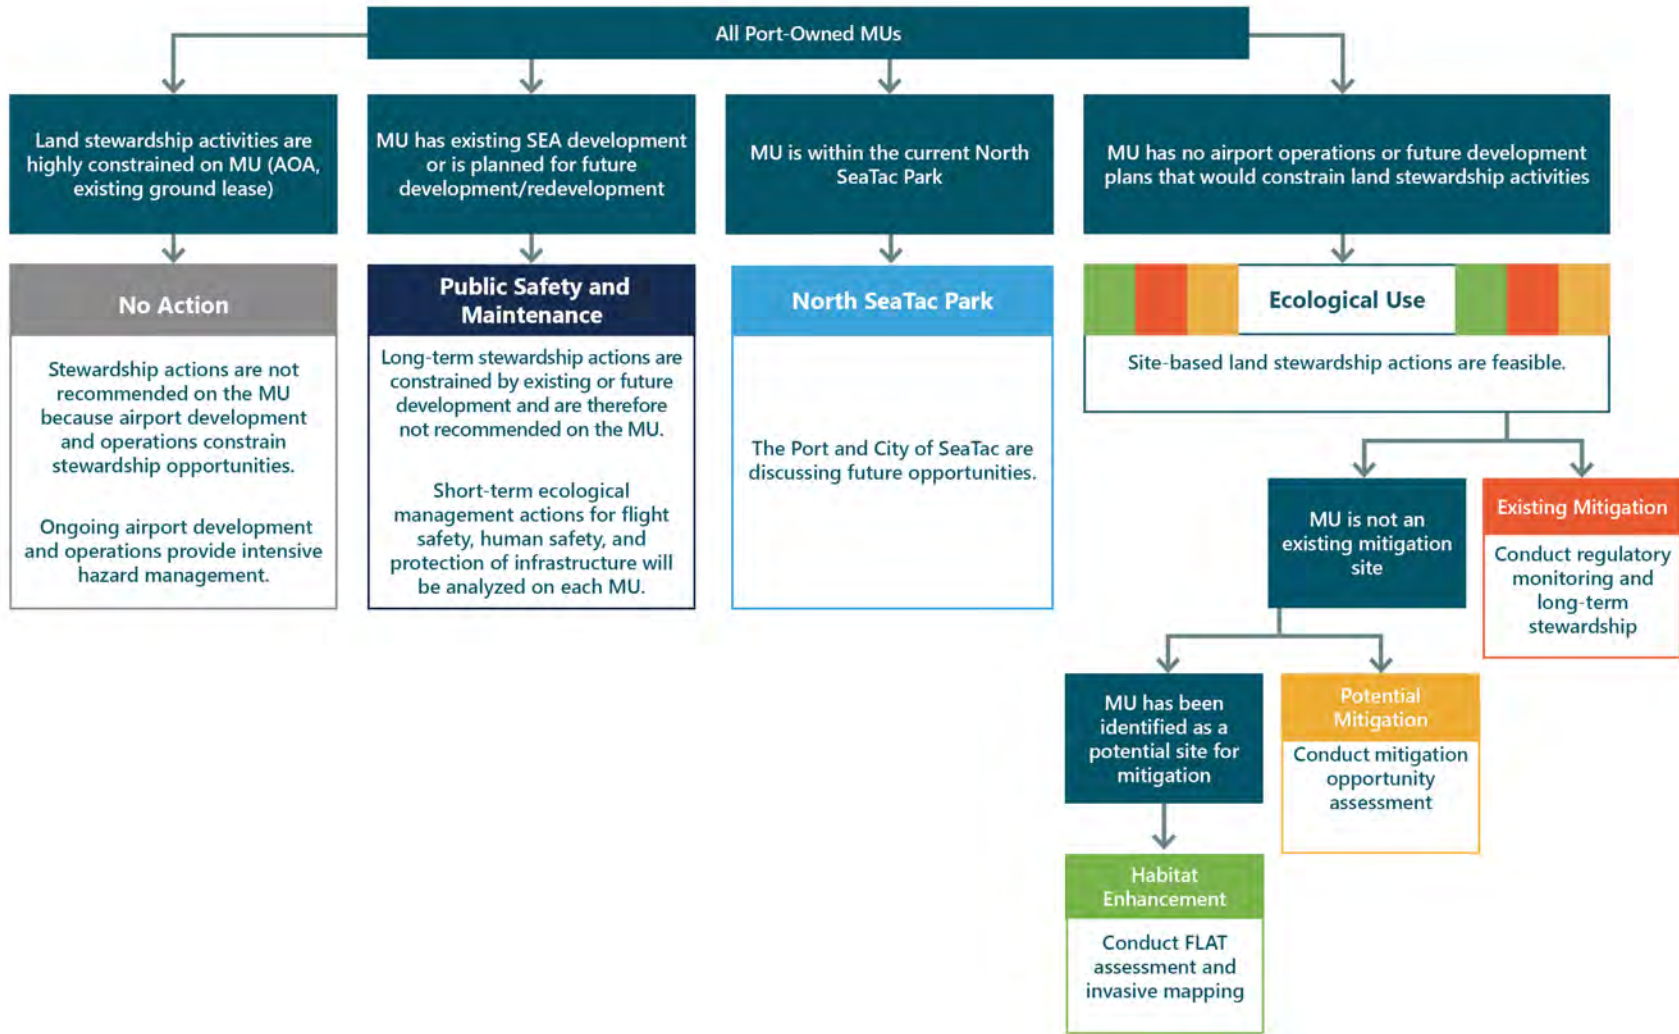 All Port-Owned MUs
Land stewardship activities are
highly constrained on MU (AOA,
existing ground lease)
MU has existing SEA development
or is planned for future
development/redevelopment
MU is within the current North
SeaTac Park
MU has no airport operations or future development
plans that would constrain land stewardship activities
No Action
Stewardship actions are not
recommended on the MU
because airport development
and operations constrain
stewardship opportunities.
Ongoing airport development
and operations provide intensive
hazard management.
Public Safety and
Maintenance
Long-term stewardship actions are
constrained by existing or future
development and are therefore
not recommended on the MU.
Short-term ecological
management actions for flight
safety, human safety, and
protection of infrastructure will
be analyzed on each MU.
North SeaTac Park
The Port and City of SeaTac are
discussing future opportunities.
Ecological Use
Site-based land stewardship actions are feasible.
MU is not an
existing mitigation
site
Existing Mitigation
Conduct regulatory
monitoring and
long-term
stewardship
MU has been
identified as a
potential site for
mitigation
Potential
Mitigation
Conduct mitigation
opportunity
assessment
Habitat
Enhancement
Conduct FLAT
assessment and
invasive mapping